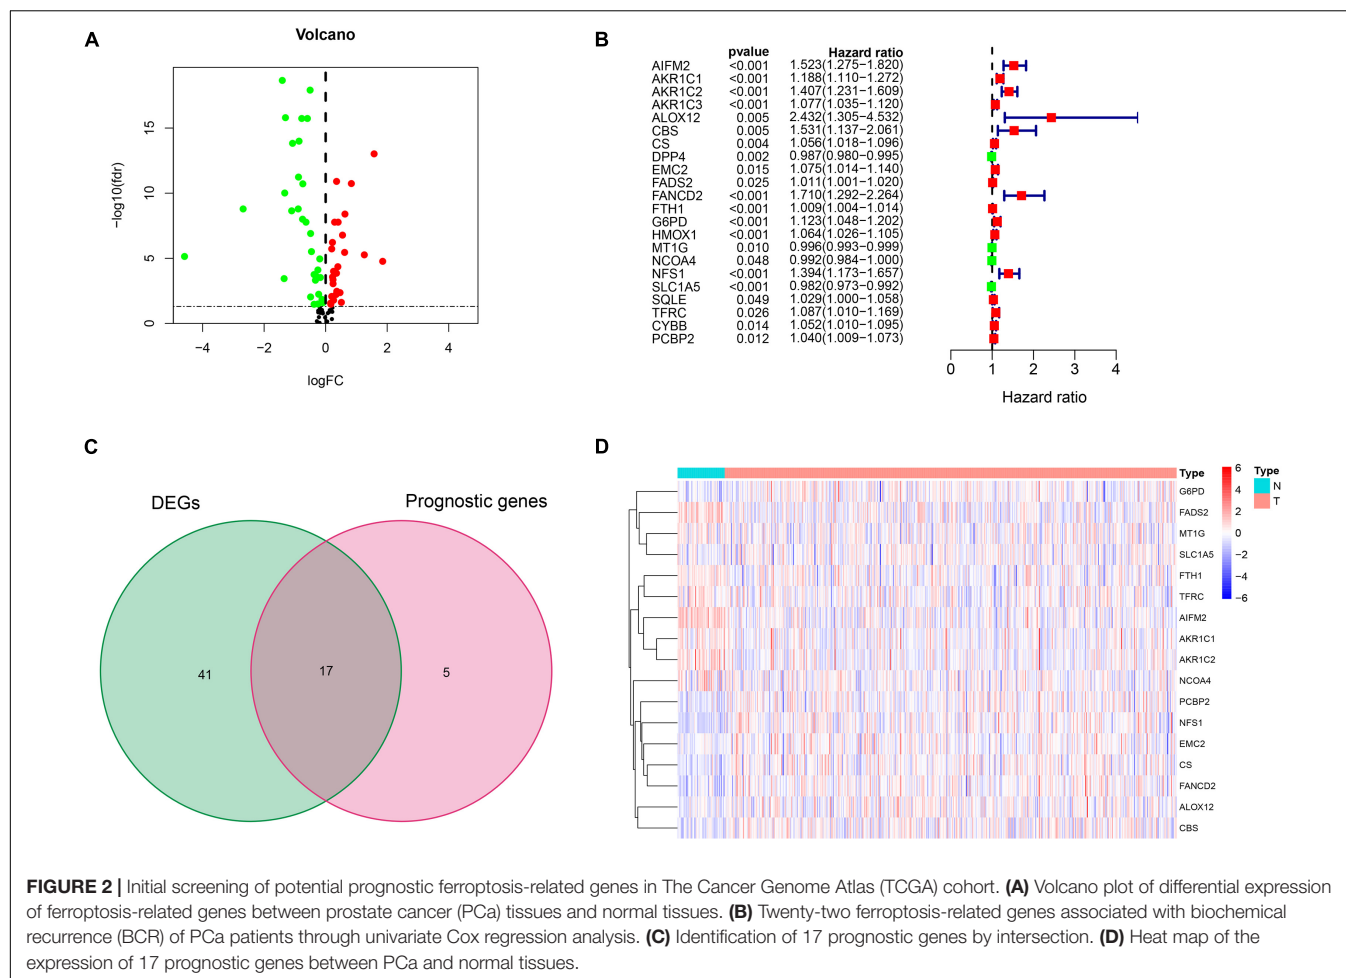 A
Volcano
−log10(fdr)
15
10
5
0
−4 −2 0 2 4
logFC
B
pvalue Hazard ratio
AIFM2 <0.001 1.523(1.275−1.820)
AKR1C1 <0.001 1.188(1.110−1.272)
AKR1C2 <0.001 1.407(1.231−1.609)
AKR1C3 <0.001 1.077(1.035−1.120)
ALOX12 0.005 2.432(1.305−4.532)
CBS 0.005 1.531(1.137−2.061)
CS 0.004 1.056(1.018−1.096)
DPP4 0.002 0.987(0.980−0.995)
EMC2 0.015 1.075(1.014−1.140)
FADS2 0.025 1.011(1.001−1.020)
FANCD2 <0.001 1.710(1.292−2.264)
FTH1 <0.001 1.009(1.004−1.014)
G6PD <0.001 1.123(1.048−1.202)
HMOX1 <0.001 1.064(1.026−1.105)
MT1G 0.010 0.996(0.993−0.999)
NCOA4 0.048 0.992(0.984−1.000)
NFS1 <0.001 1.394(1.173−1.657)
SLC1A5 <0.001 0.982(0.973−0.992)
SQLE 0.049 1.029(1.000−1.058)
TFRC 0.026 1.087(1.010−1.169)
CYBB 0.014 1.052(1.010−1.095)
PCBP2 0.012 1.040(1.009−1.073)
0 1 2 3 4
Hazard ratio
C
DEGs
Prognostic genes
41 17 5
D
Type
G6PD
FADS2
MT1G
SLC1A5
FTH1
TFRC
AIFM2
AKR1C1
AKR1C2
NCOA4
PCBP2
NFS1
EMC2
CS
FANCD2
ALOX12
CBS
6
4
2
0
−2
−4
−6
Type
N
T
FIGURE 2 | Initial screening of potential prognostic ferroptosis-related genes in The Cancer Genome Atlas (TCGA) cohort. (A) Volcano plot of differential expression
of ferroptosis-related genes between prostate cancer (PCa) tissues and normal tissues. (B) Twenty-two ferroptosis-related genes associated with biochemical
recurrence (BCR) of PCa patients through univariate Cox regression analysis. (C) Identification of 17 prognostic genes by intersection. (D) Heat map of the
expression of 17 prognostic genes between PCa and normal tissues.